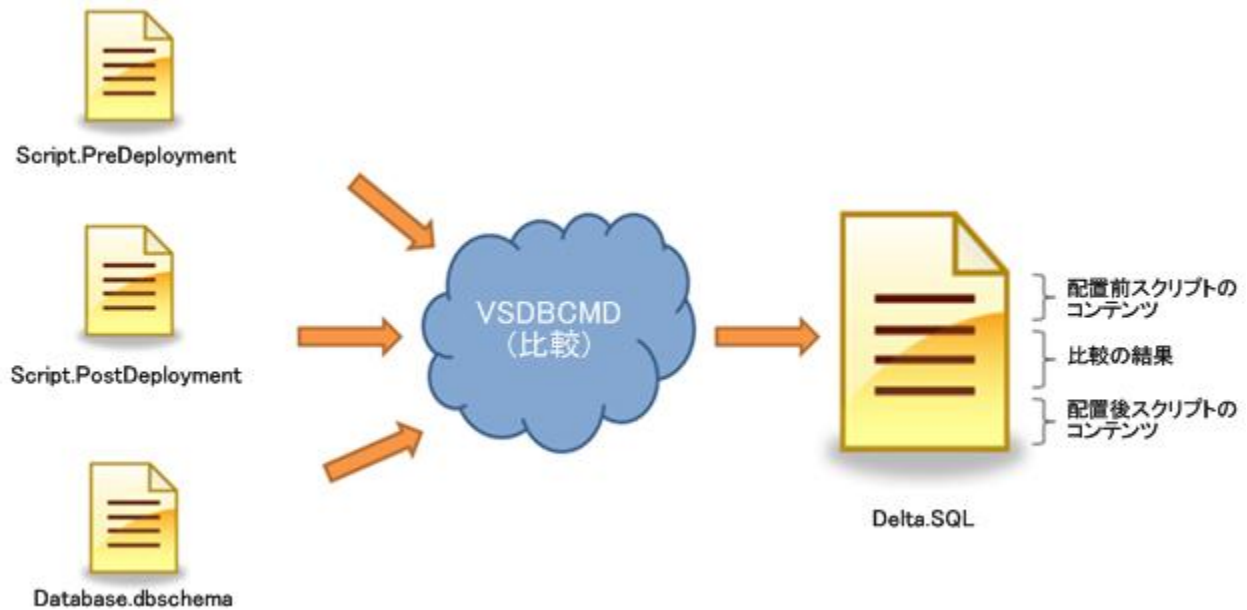 Script.PreDeployment
Script.PostDeployment
Database.dbschema
VSDBCMD
(比較)
配置前スクリプトの
コンテンツ
比較の結果
配置後スクリプトの
コンテンツ
Delta.SQL